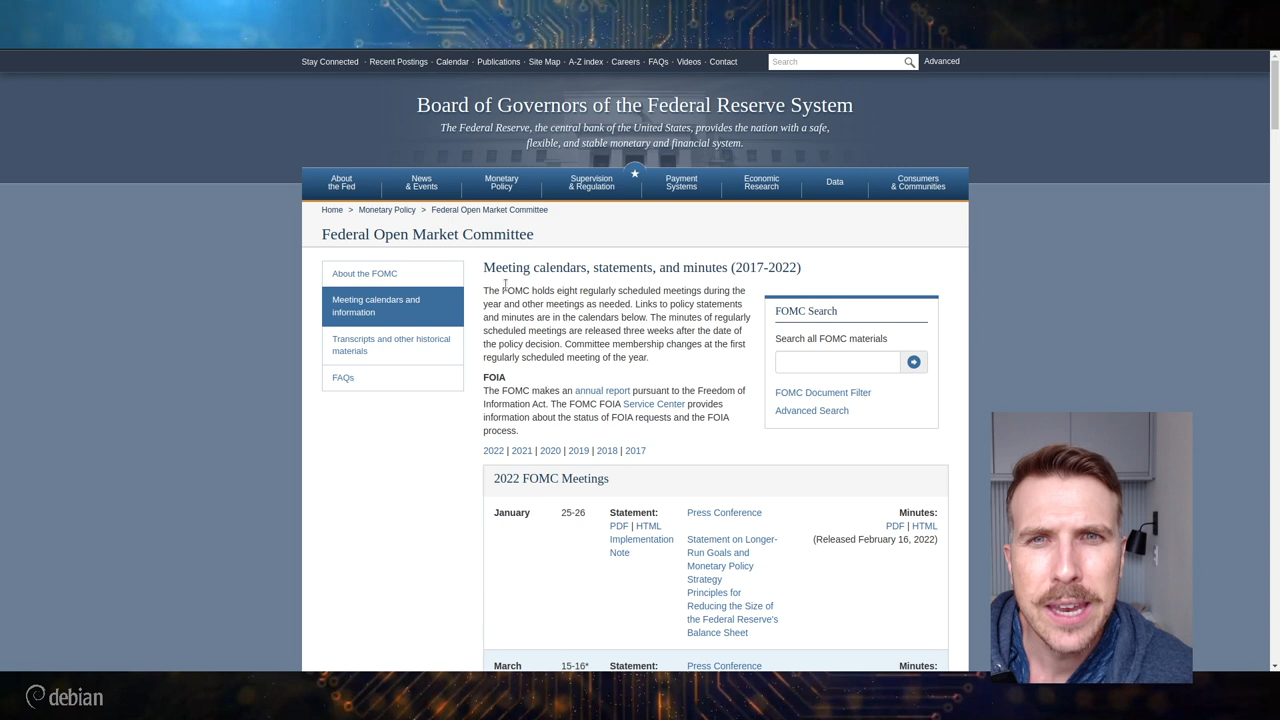 Stay Connected · Recent Postings · Calendar · Publications · Site Map · A-Z index · Careers · FAQs · Videos · Contact
Search
Advanced
Board of Governors of the Federal Reserve System
The Federal Reserve, the central bank of the United States, provides the nation with a safe,
flexible, and stable monetary and financial system.
About
the Fed
News
& Events
Monetary
Policy
Supervision
& Regulation
Payment
Systems
Economic
Research
Data
Consumers
& Communities
Home > Monetary Policy > Federal Open Market Committee
Federal Open Market Committee
About the FOMC
Meeting calendars and
information
Transcripts and other historical
materials
FAQs
Meeting calendars, statements, and minutes (2017-2022)
The FOMC holds eight regularly scheduled meetings during the
year and other meetings as needed. Links to policy statements
and minutes are in the calendars below. The minutes of regularly
scheduled meetings are released three weeks after the date of
the policy decision. Committee membership changes at the first
regularly scheduled meeting of the year.
FOIA
The FOMC makes an annual report pursuant to the Freedom of
Information Act. The FOMC FOIA Service Center provides
information about the status of FOIA requests and the FOIA
process.
2022 | 2021 | 2020 | 2019 | 2018 | 2017
FOMC Search
Search all FOMC materials
FOMC Document Filter
Advanced Search
2022 FOMC Meetings
January
25-26
Statement:
PDF | HTML
Implementation
Note
Press Conference
Statement on Longer-
Run Goals and
Monetary Policy
Strategy
Principles for
Reducing the Size of
the Federal Reserve's
Balance Sheet
Minutes:
PDF | HTML
(Released February 16, 2022)
March
15-16*
Statement:
Press Conference
Minutes:
debian